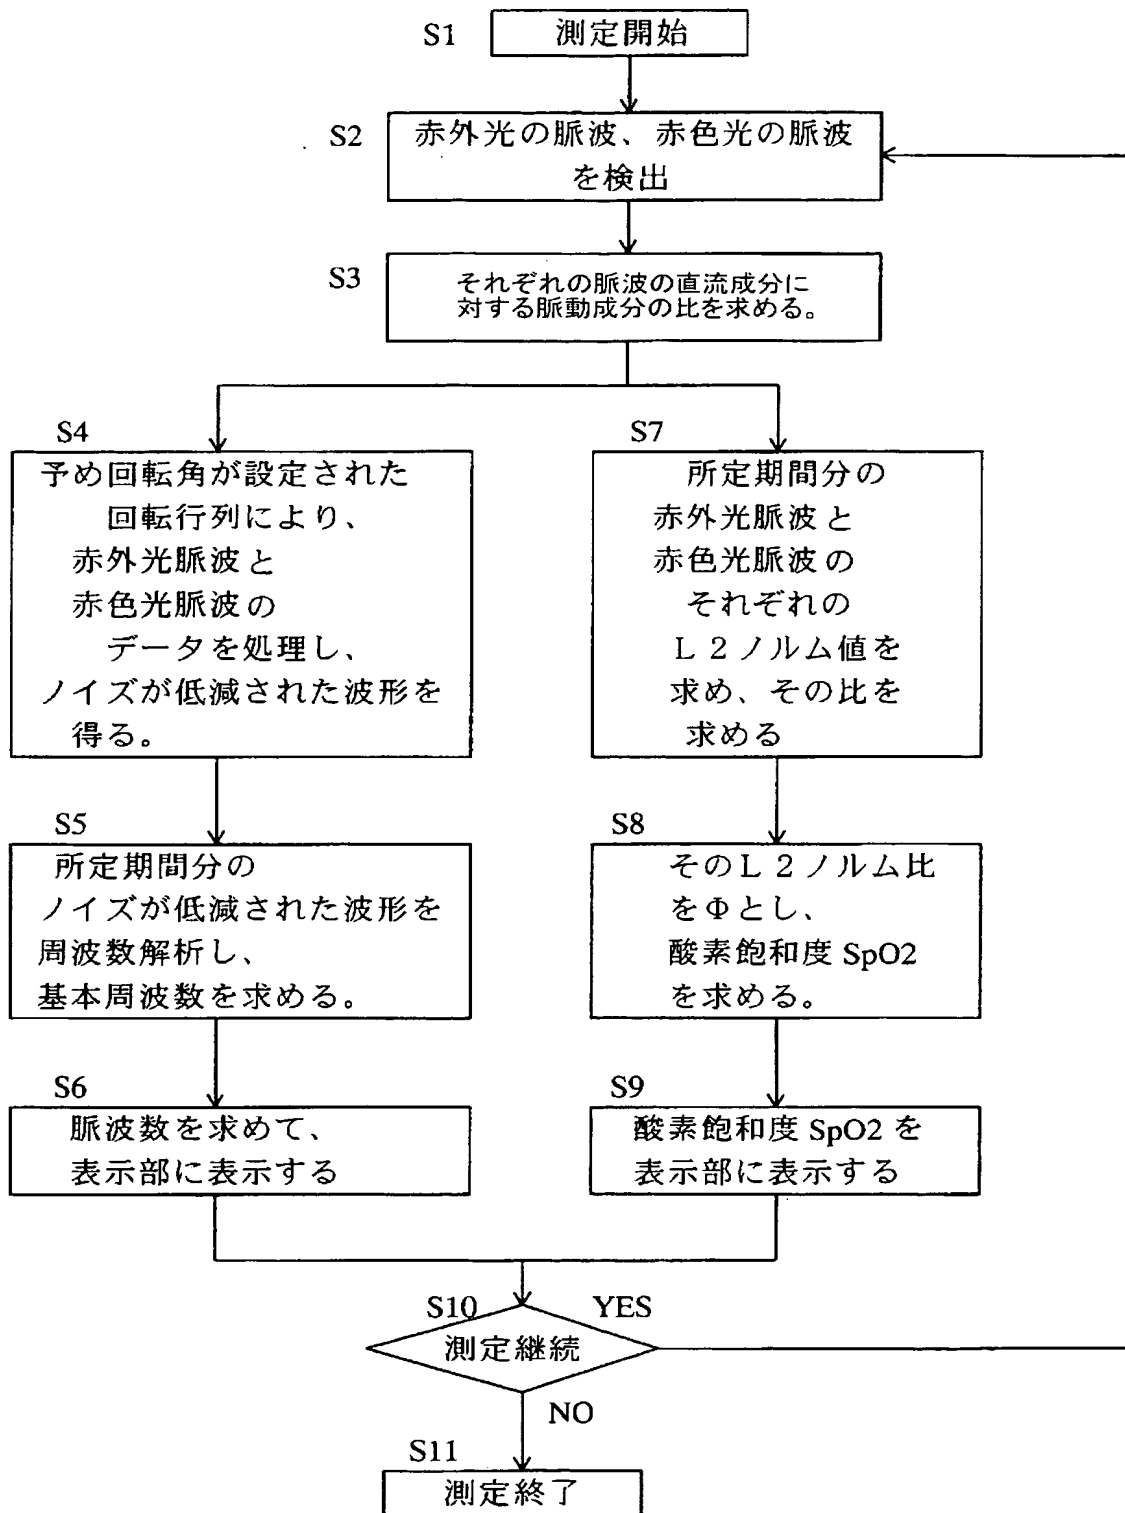 S1
測定開始
S2
赤外光の脈波、赤色光の脈波
を検出
S3
それぞれの脈波の直流成分に
対する脈動成分の比を求める。
S4
予め回転角が設定された
回転行列により、
赤外光脈波と
赤色光脈波の
データを処理し、
ノイズが低減された波形を
得る。
S7
所定期間分の
赤外光脈波と
赤色光脈波の
それぞれの
L2ノルム値を
求め、その比を
求める
S5
所定期間分の
ノイズが低減された波形を
周波数解析し、
基本周波数を求める。
S8
そのL2ノルム比
をΦとし、
酸素飽和度 SpO2
を求める。
S6
脈波数を求めて、
表示部に表示する
S9
酸素飽和度 SpO2 を
表示部に表示する
S10
YES
測定継続
NO
S11
測定終了